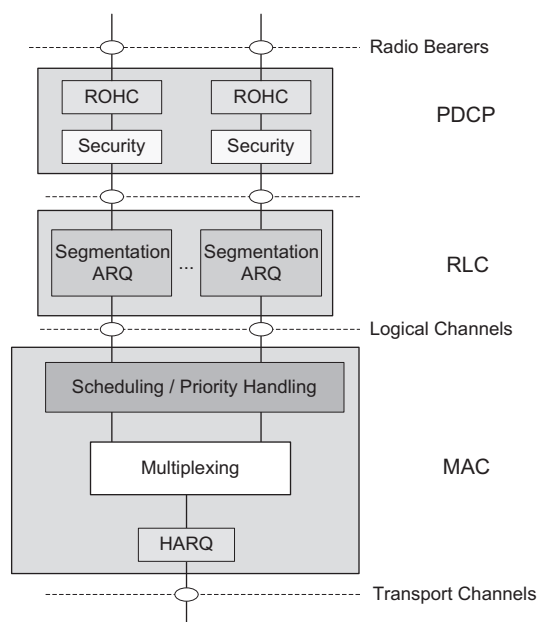 Radio Bearers
ROHC ROHC
PDCP
Security Security
Segmentation ARQ ... Segmentation ARQ
RLC
Logical Channels
Scheduling / Priority Handling
Multiplexing
MAC
HARQ
Transport Channels